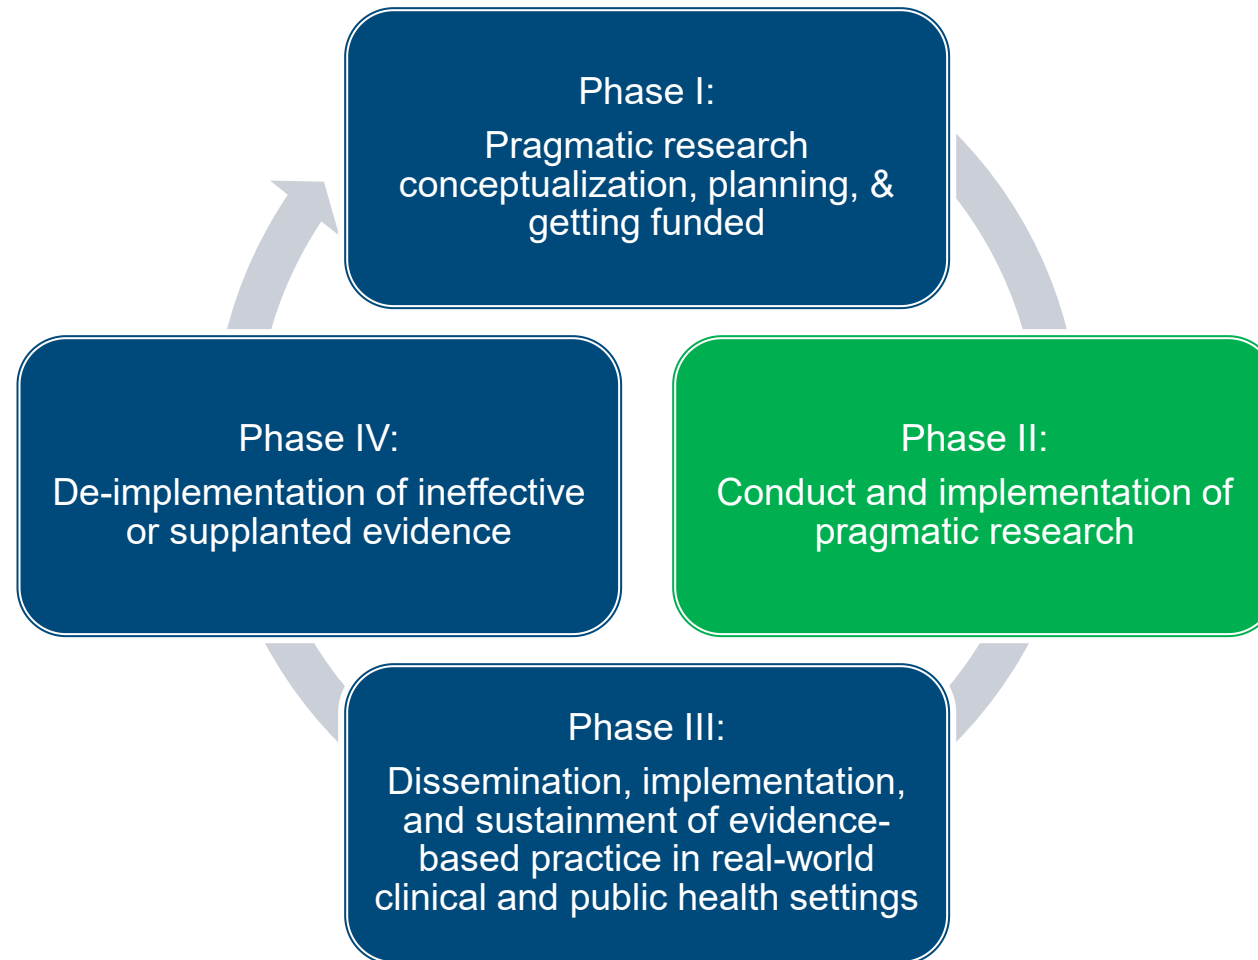 Phase I:
Pragmatic research
conceptualization, planning, &
getting funded
Phase II:
Conduct and implementation of
pragmatic research
Phase III:
Dissemination, implementation,
and sustainment of evidence-
based practice in real-world
clinical and public health settings
Phase IV:
De-implementation of ineffective
or supplanted evidence